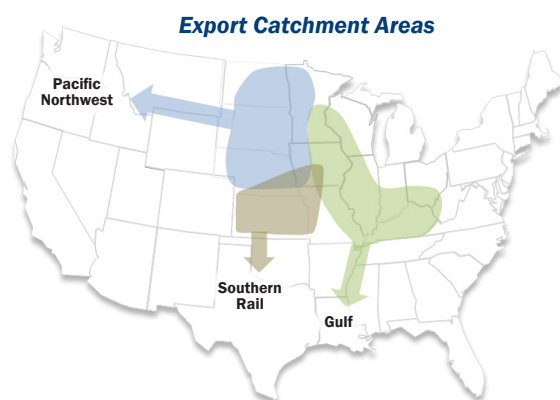 Export Catchment Areas
Pacific
Northwest
Southern
Rail
Gulf